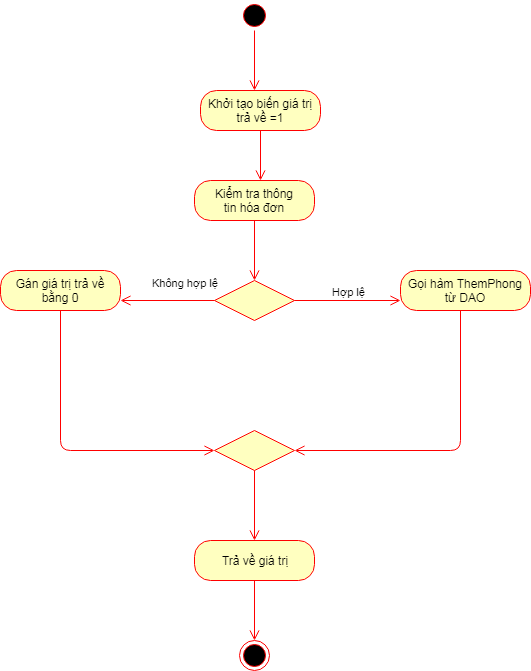 Khởi tạo biến giá trị
trả về =1
Kiểm tra thông
tin hóa đơn
Không hợp lệ
Hợp lệ
Gán giá trị trả về
bằng 0
Gọi hảm ThemPhong
từ DAO
Trả về giá trị